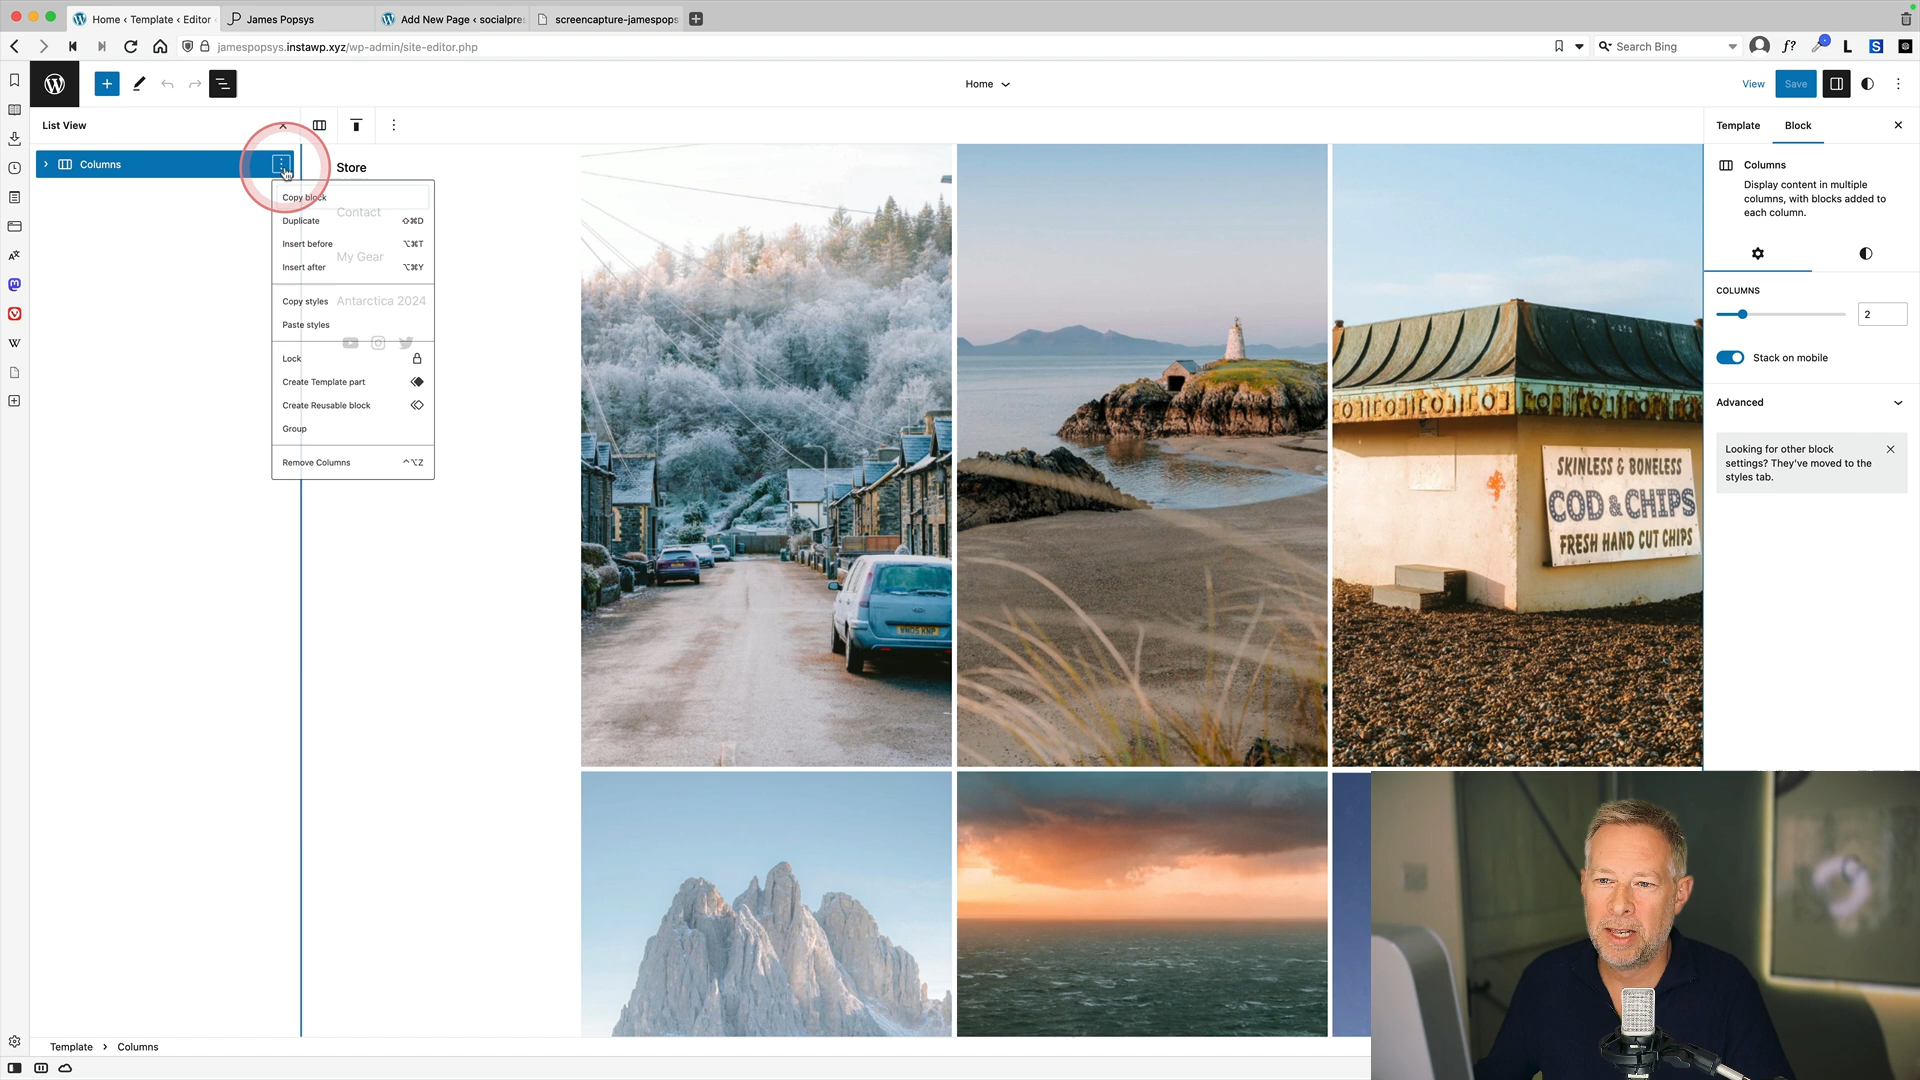 Home ‹ Template ‹ Editor
James Popsys
Add New Page ‹ socialpre
screencapture-jamespops
jamespopsys.instawp.xyz/wp-admin/site-editor.php
Search Bing
Home
View
Save
List View
Template
Block
Columns
Columns
Display content in multiple
columns, with blocks added to
each column.
COLUMNS
2
Stack on mobile
Advanced
Looking for other block
settings? They've moved to the
styles tab.
Store
Contact
My Gear
Antarctica 2024
Copy block
Duplicate ⇧⌘D
Insert before ⌥⌘T
Insert after ⌥⌘Y
Copy styles
Paste styles
Lock
Create Template part
Create Reusable block
Group
Remove Columns ⌃⌥Z
SKINLESS & BONELESS
COD & CHIPS
FRESH HAND CUT CHIPS
Template › Columns